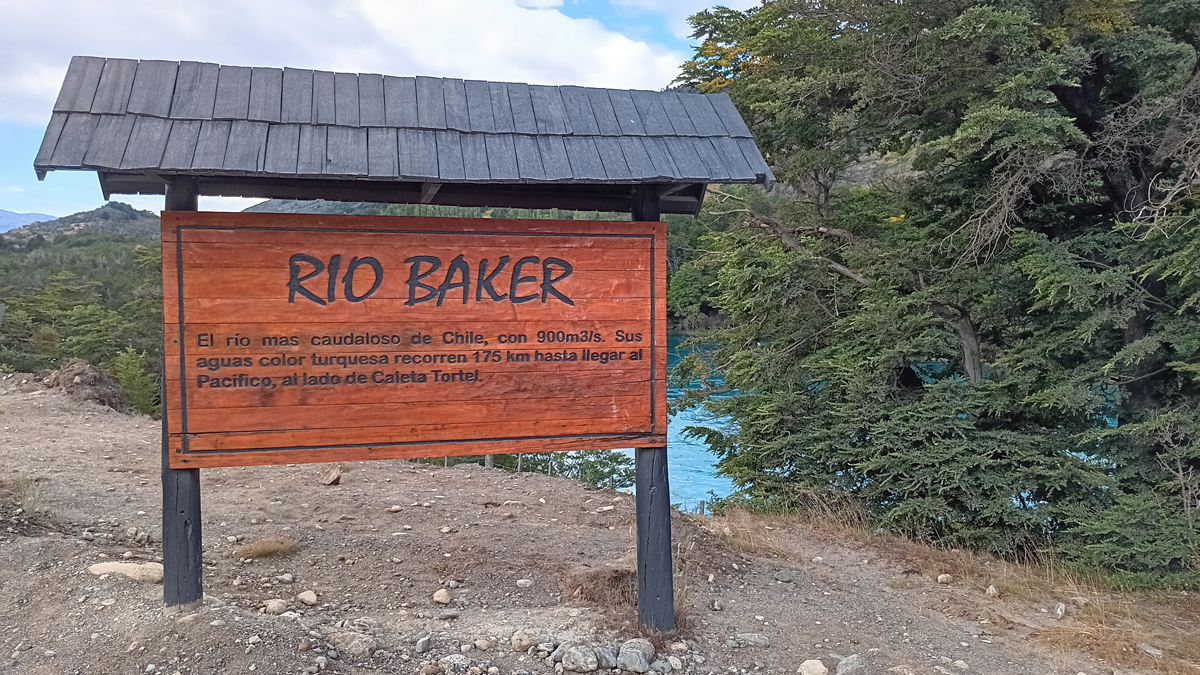 RIO BAKER
El río mas caudaloso de Chile, con 900m3/s. Sus
aguas color turquesa recorren 175 km hasta llegar al
Pacifico, al lado de Caleta Tortel.